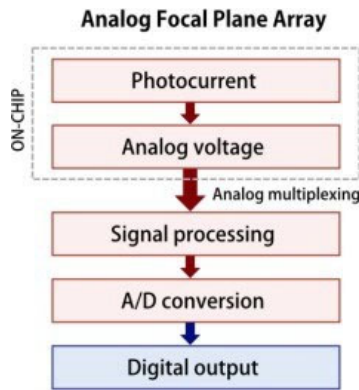 Analog Focal Plane Array
ON-CHIP
Photocurrent
Analog voltage
Analog multiplexing
Signal processing
A/D conversion
Digital output